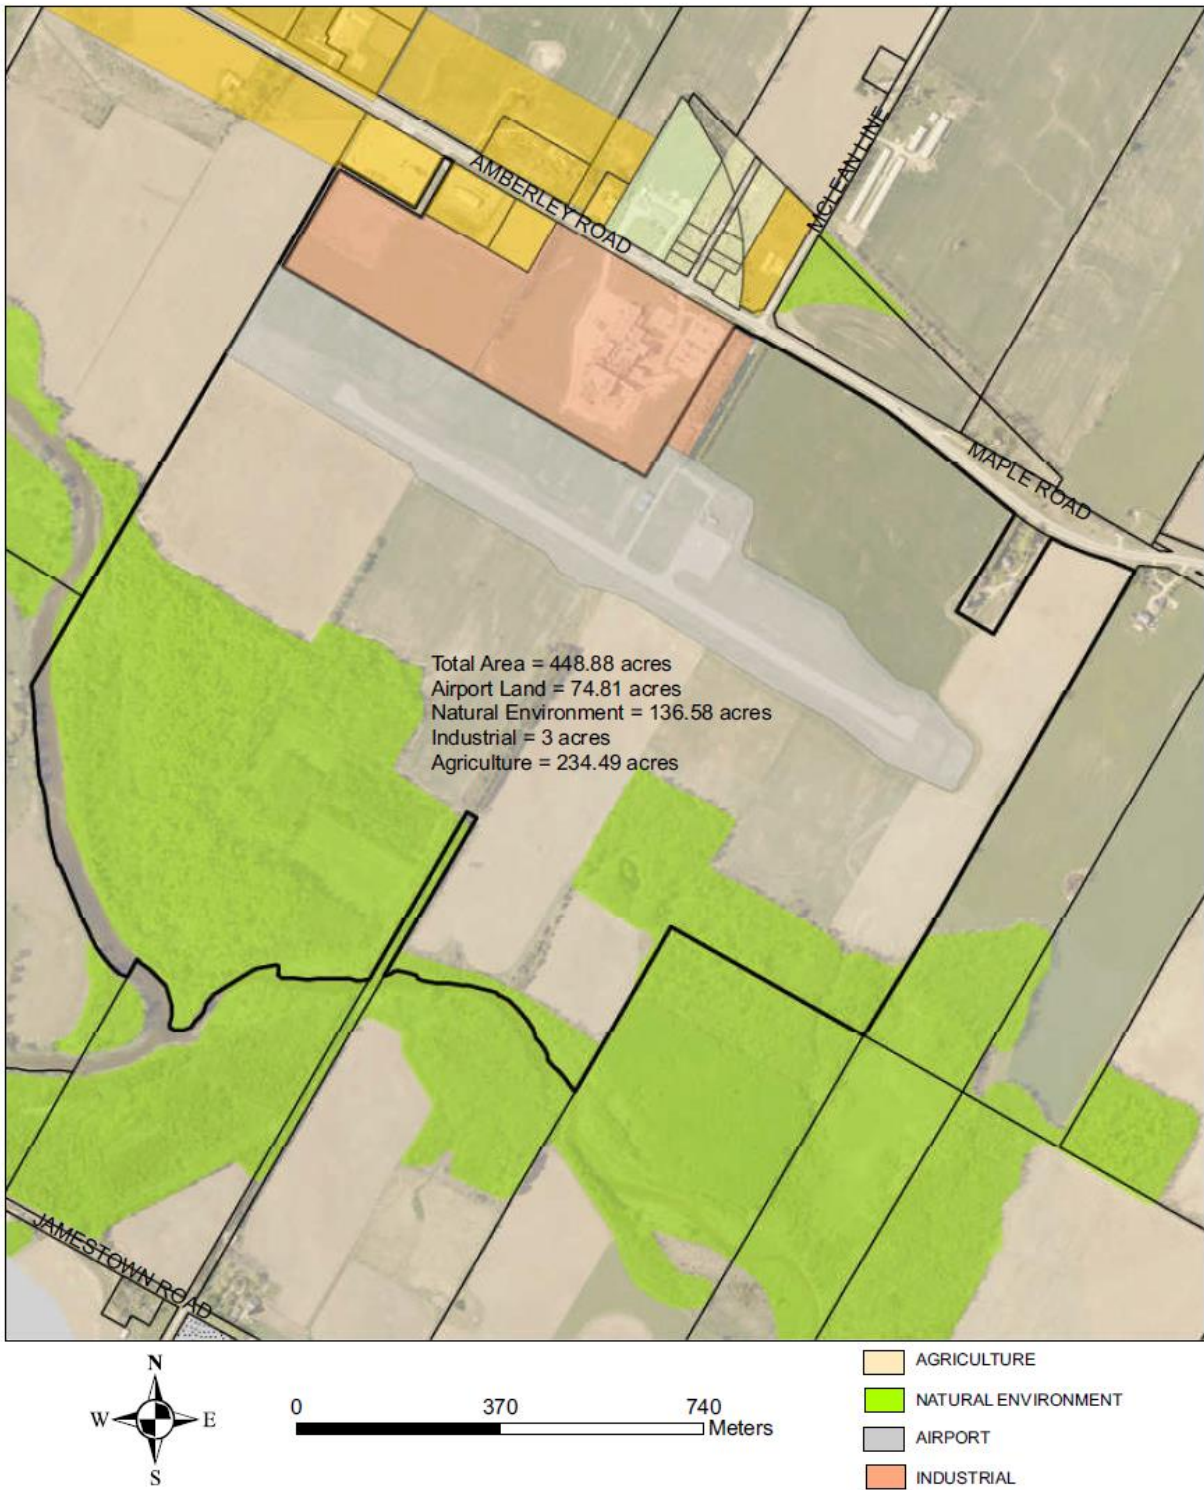 AMBERLEY ROAD
MCLEAN LINE
MAPLE ROAD
Total Area = 448.88 acres
Airport Land = 74.81 acres
Natural Environment = 136.58 acres
Industrial = 3 acres
Agriculture = 234.49 acres
JAMESTOWN ROAD
N
W E
S
0 370 740
Meters
AGRICULTURE
NATURAL ENVIRONMENT
AIRPORT
INDUSTRIAL